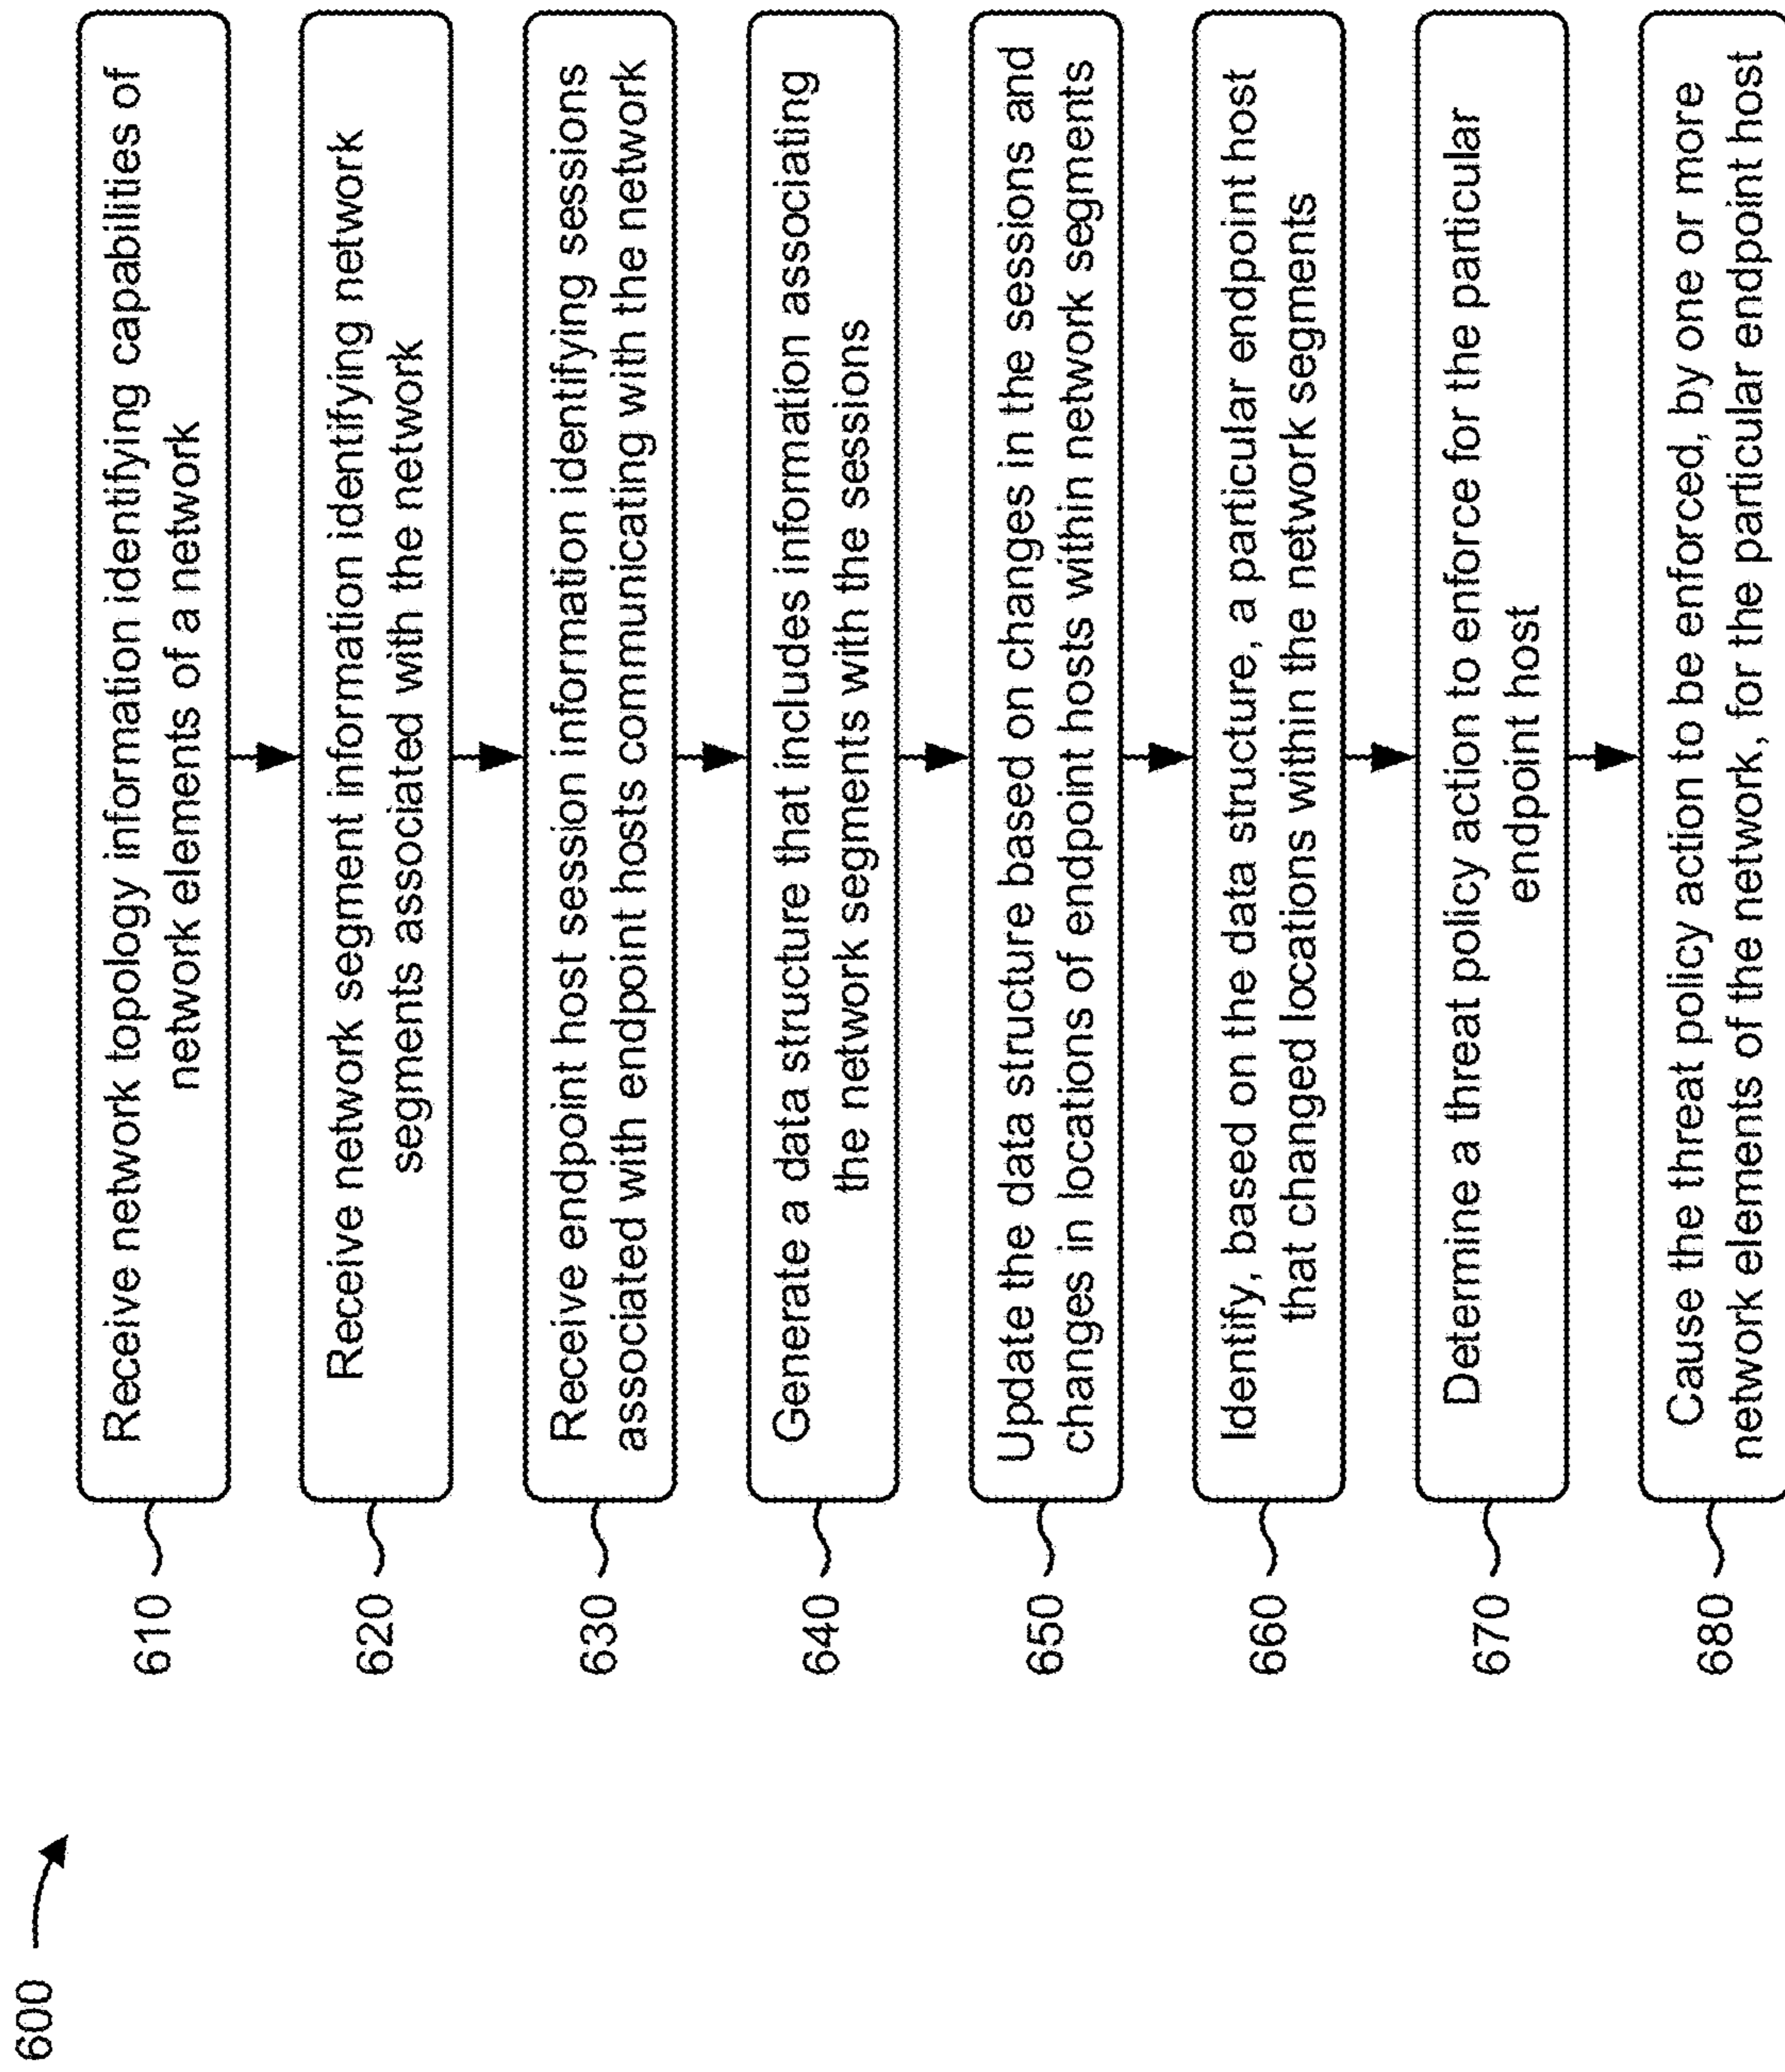 600
610
Receive network topology information identifying capabilities of
network elements of a network
620
Receive network segment information identifying network
segments associated with the network
630
Receive endpoint host session information identifying sessions
associated with endpoint hosts communicating with the network
640
Generate a data structure that includes information associating
the network segments with the sessions
650
Update the data structure based on changes in the sessions and
changes in locations of endpoint hosts within network segments
660
Identify, based on the data structure, a particular endpoint host
that changed locations within the network segments
670
Determine a threat policy action to enforce for the particular
endpoint host
680
Cause the threat policy action to be enforced, by one or more
network elements of the network, for the particular endpoint host